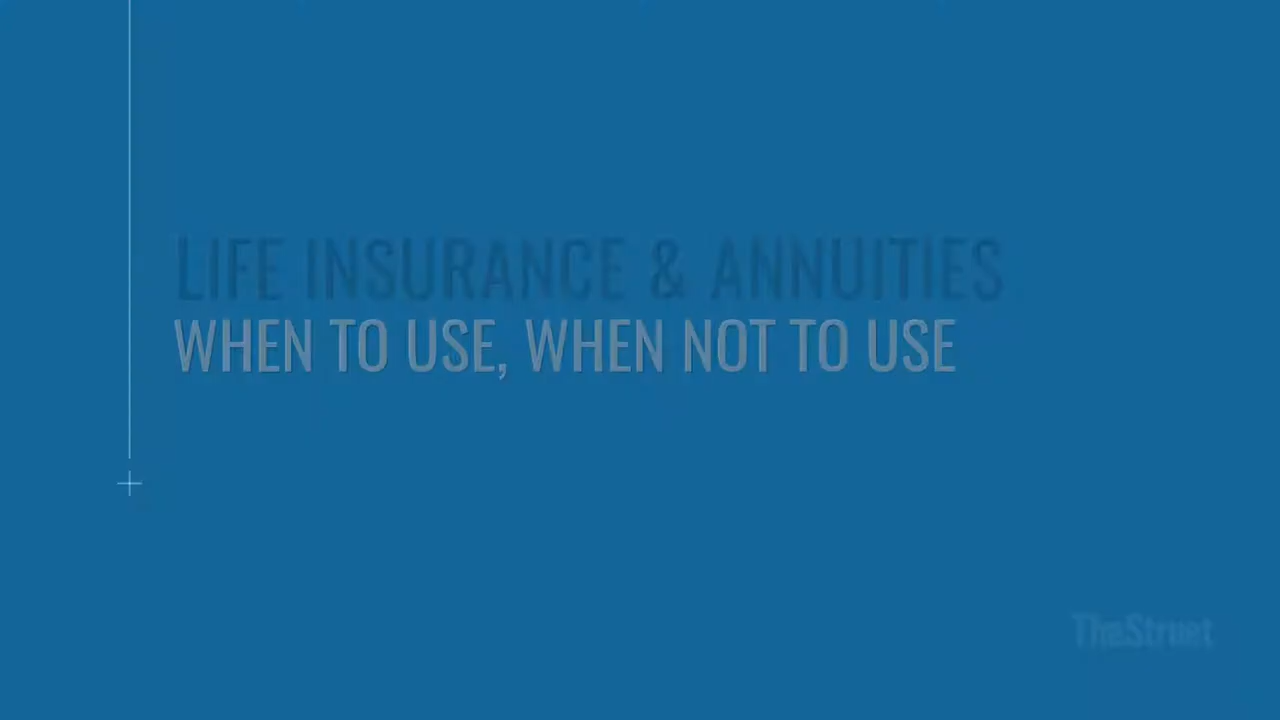 LIFE INSURANCE & ANNUITIES
WHEN TO USE, WHEN NOT TO USE
TheStreet